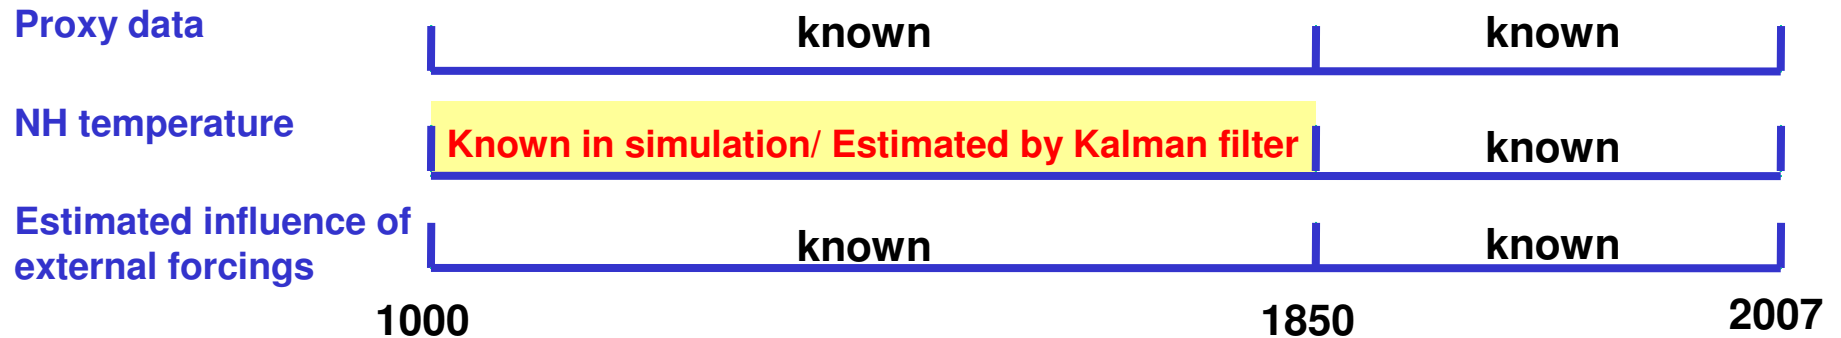 Proxy data
known
known
NH temperature
Known in simulation/ Estimated by Kalman filter
known
Estimated influence of
external forcings
known
known
1000
1850
2007